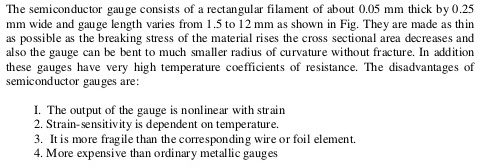 The semiconductor gauge consists of a rectangular filament of about 0.05 mm thick by 0.25
mm wide and gauge length varies from 1.5 to 12 mm as shown in Fig. They are made as thin
as possible as the breaking stress of the material rises the cross sectional area decreases and
also the gauge can be bent to much smaller radius of curvature without fracture. In addition
these gauges have very high temperature coefficients of resistance. The disadvantages of
semiconductor gauges are:
1. The output of the gauge is nonlinear with strain
2. Strain-sensitivity is dependent on temperature.
3. It is more fragile than the corresponding wire or foil element.
4. More expensive than ordinary metallic gauges